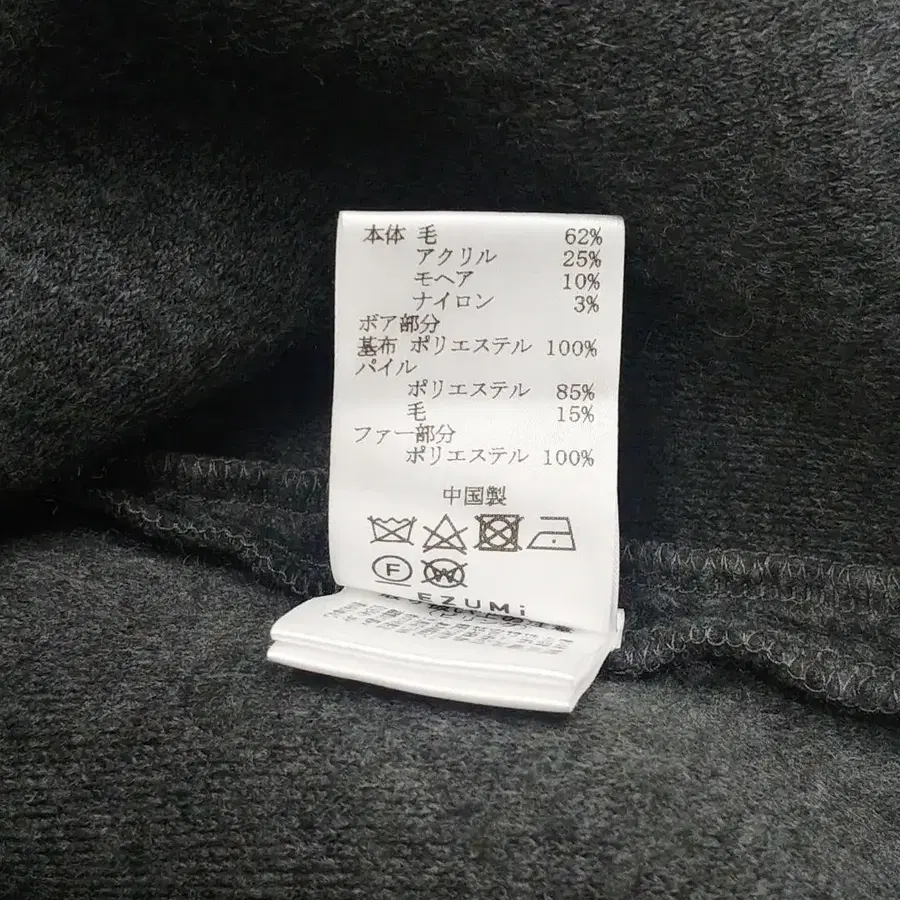 本体 毛 62%
アクリル 25%
モヘア 10%
ナイロン 3%
ボア部分
基布 ポリエステル 100%
パイル
ポリエステル 85%
毛 15%
ファー部分
ポリエステル 100%
中国製
F
W
EZUMi